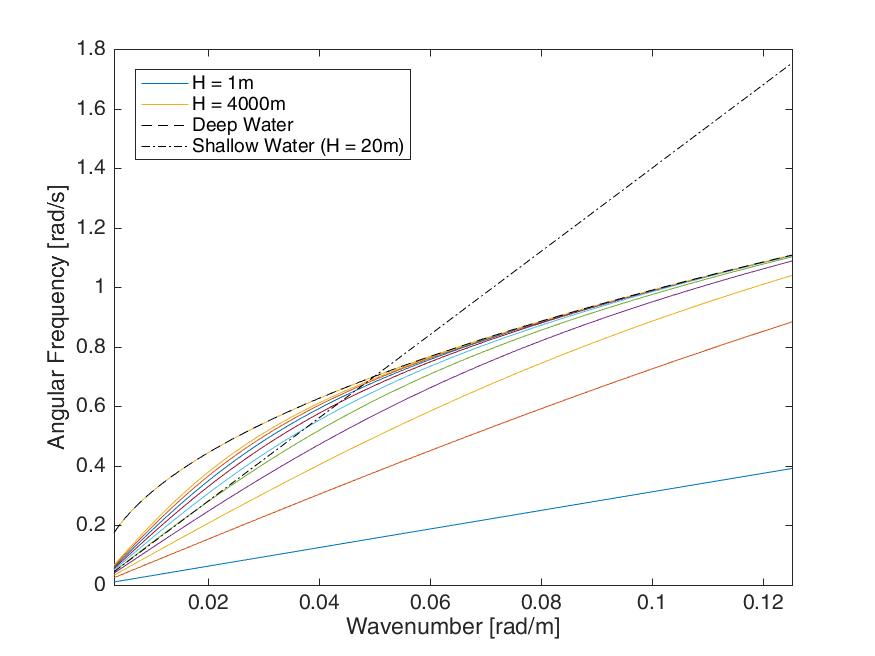 1.8
1.6
1.4
1.2
1
0.8
0.6
0.4
0.2
0
Angular Frequency [rad/s]
H = 1m
H = 4000m
Deep Water
Shallow Water (H = 20m)
0.02 0.04 0.06 0.08 0.1 0.12
Wavenumber [rad/m]